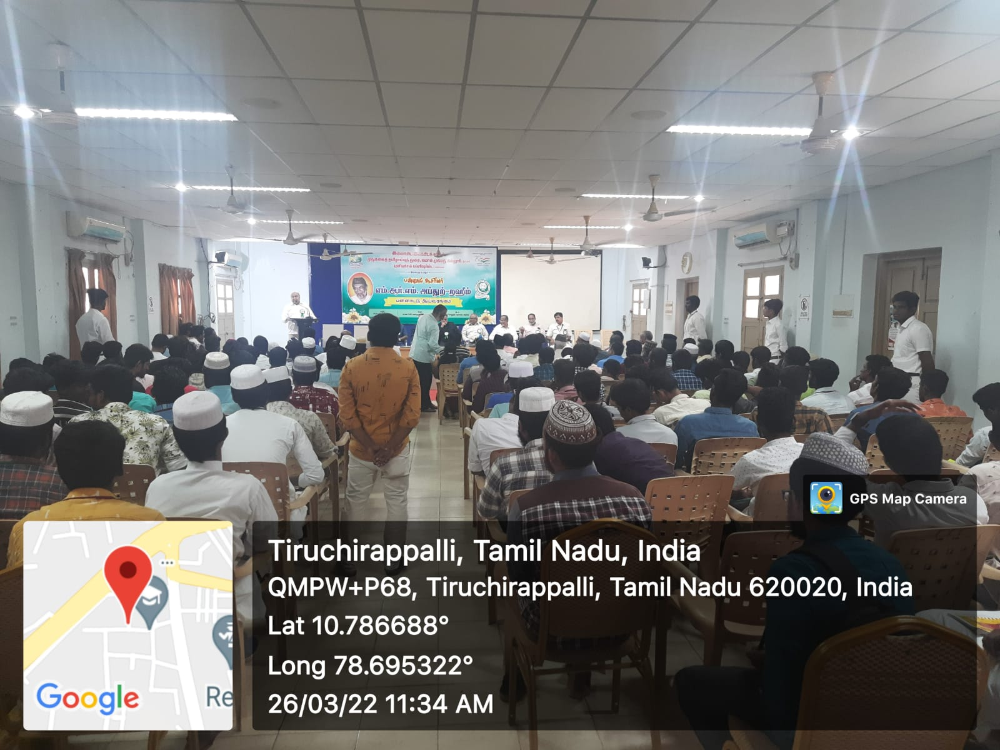 பன்னூல் ஆசிரியர்
எம்.ஆர்.எம். அப்துற்-றஹீம்
பன்னாட்டு ஆய்வரங்கம்
GPS Map Camera
Tiruchirappalli, Tamil Nadu, India
QMPW+P68, Tiruchirappalli, Tamil Nadu 620020, India
Lat 10.786688°
Long 78.695322°
26/03/22 11:34 AM
Google
Re